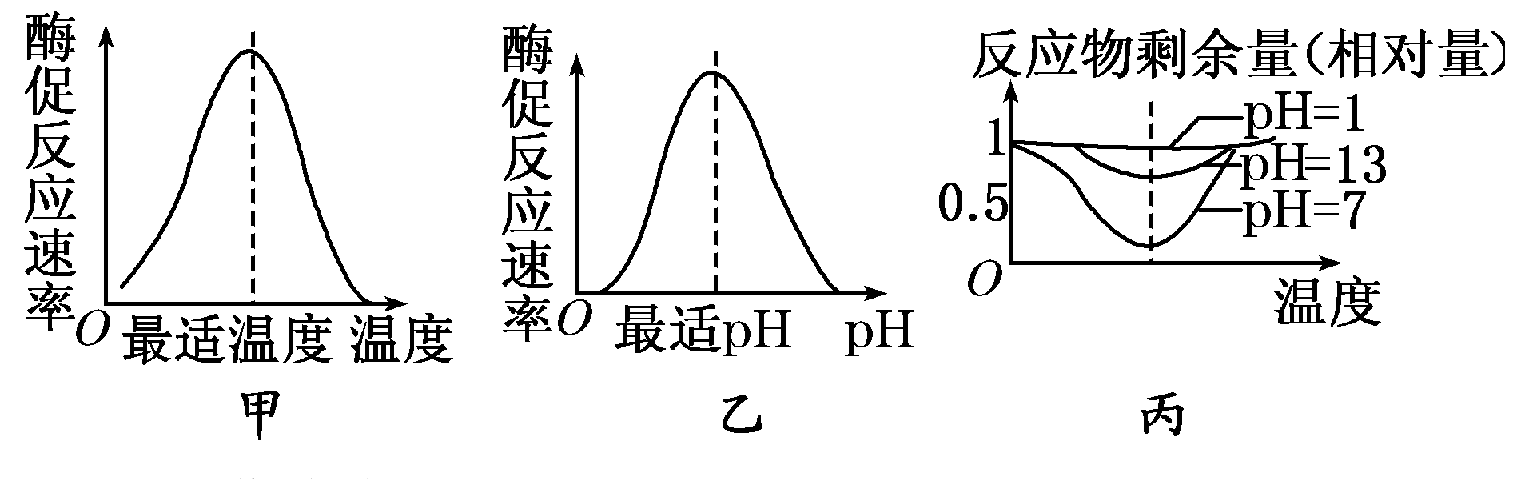 酶促反应速率
O
最适温度
温度
甲
酶促反应速率
O
最适pH
pH
乙
反应物剩余量(相对量)
1
0.5
O
pH=1
pH=13
pH=7
温度
丙